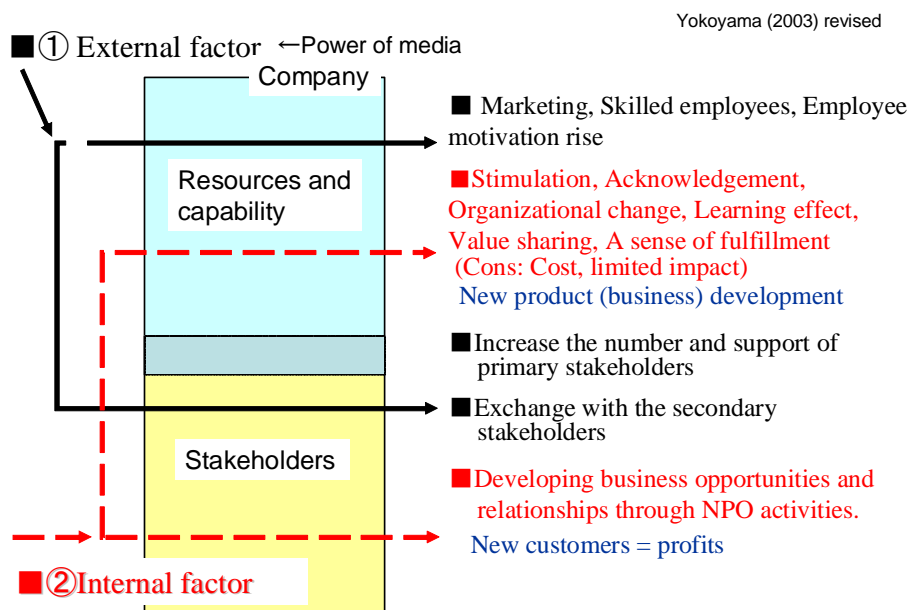 Yokoyama (2003) revised
■① External factor ←Power of media
Company
■ Marketing, Skilled employees, Employee
motivation rise
Resources and
capability
■Stimulation, Acknowledgement,
Organizational change, Learning effect,
Value sharing, A sense of fulfillment
(Cons: Cost, limited impact)
New product (business) development
■Increase the number and support of
primary stakeholders
■Exchange with the secondary
stakeholders
Stakeholders
■Developing business opportunities and
relationships through NPO activities.
New customers = profits
■②Internal factor